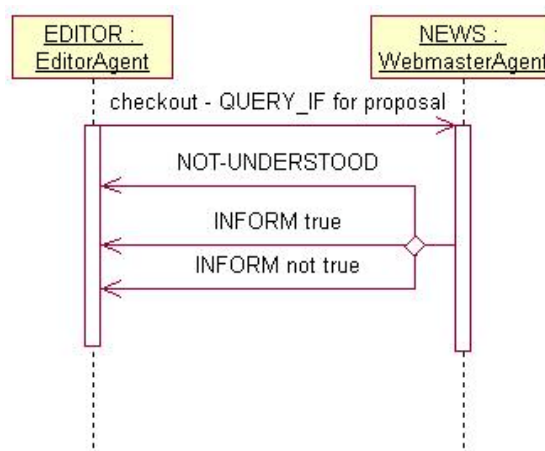 EDITOR :
EditorAgent
NEWS :
WebmasterAgent
checkout - QUERY_IF for proposal
NOT-UNDERSTOOD
INFORM true
INFORM not true